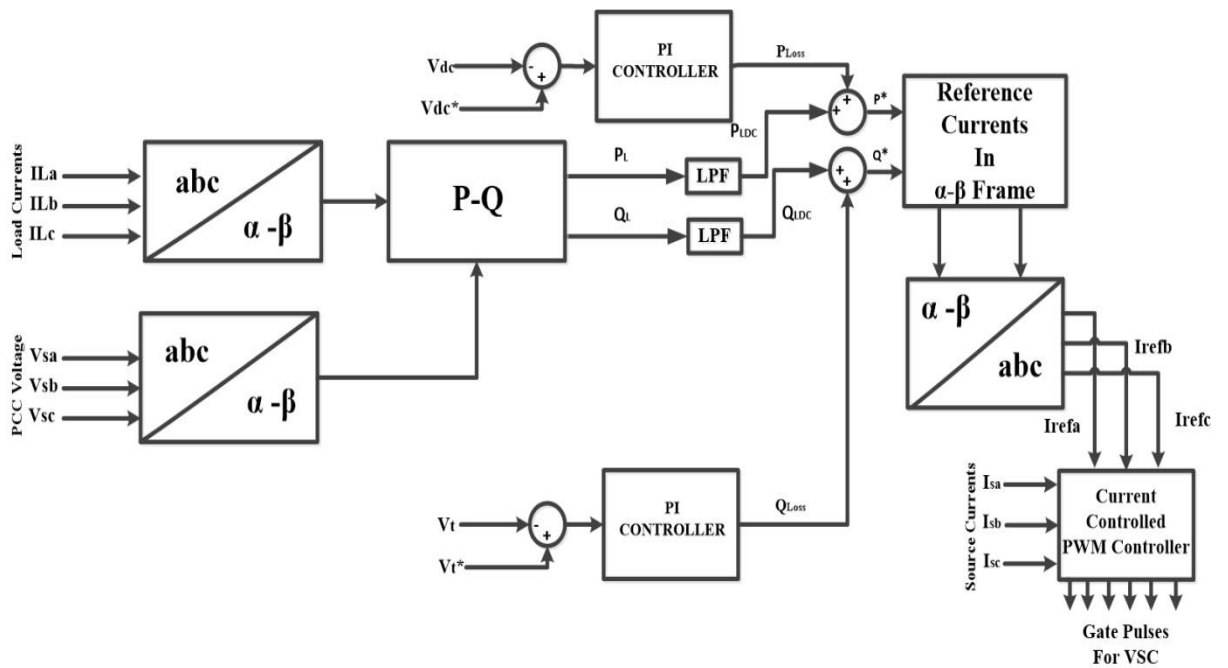 PI
CONTROLLER
Vdc
Vdc*
-
+
PLoss
+
+
P*
PLDC
Reference
Currents
In
α-β Frame
Load Currents
ILa
ILb
ILc
abc
α -β
P-Q
PL
LPF
QL
LPF
QLDC
+
+
Q*
PCC Voltage
Vsa
Vsb
Vsc
abc
α -β
α -β
abc
Irefb
Irefa
Irefc
Vt
Vt*
-
+
PI
CONTROLLER
QLoss
Source Currents
Isa
Isb
Isc
Current
Controlled
PWM Controller
Gate Pulses
For VSC